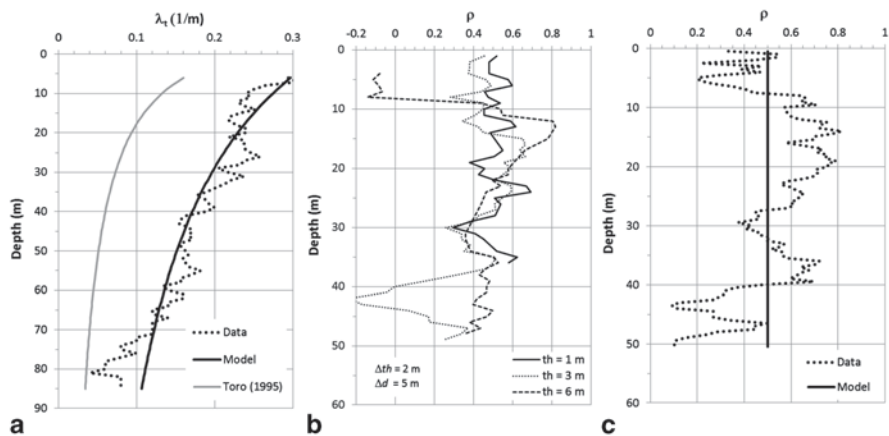 λt (1/m)
0 0.1 0.2 0.3
0
10
20
30
40
50
60
70
80
90
Depth (m)
Data
Model
Toro (1995)
a
ρ
-0.2 0 0.2 0.4 0.6 0.8 1
0
10
20
30
40
50
60
Depth (m)
Δth = 2 m
Δd = 5 m
th = 1 m
th = 3 m
th = 6 m
b
ρ
0 0.2 0.4 0.6 0.8 1
0
10
20
30
40
50
60
Depth (m)
Data
Model
c